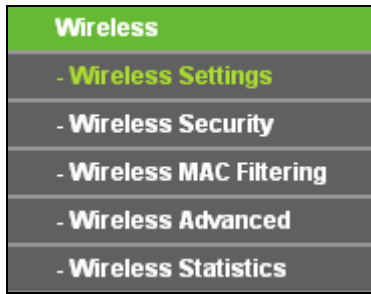 Wireless
- Wireless Settings
- Wireless Security
- Wireless MAC Filtering
- Wireless Advanced
- Wireless Statistics